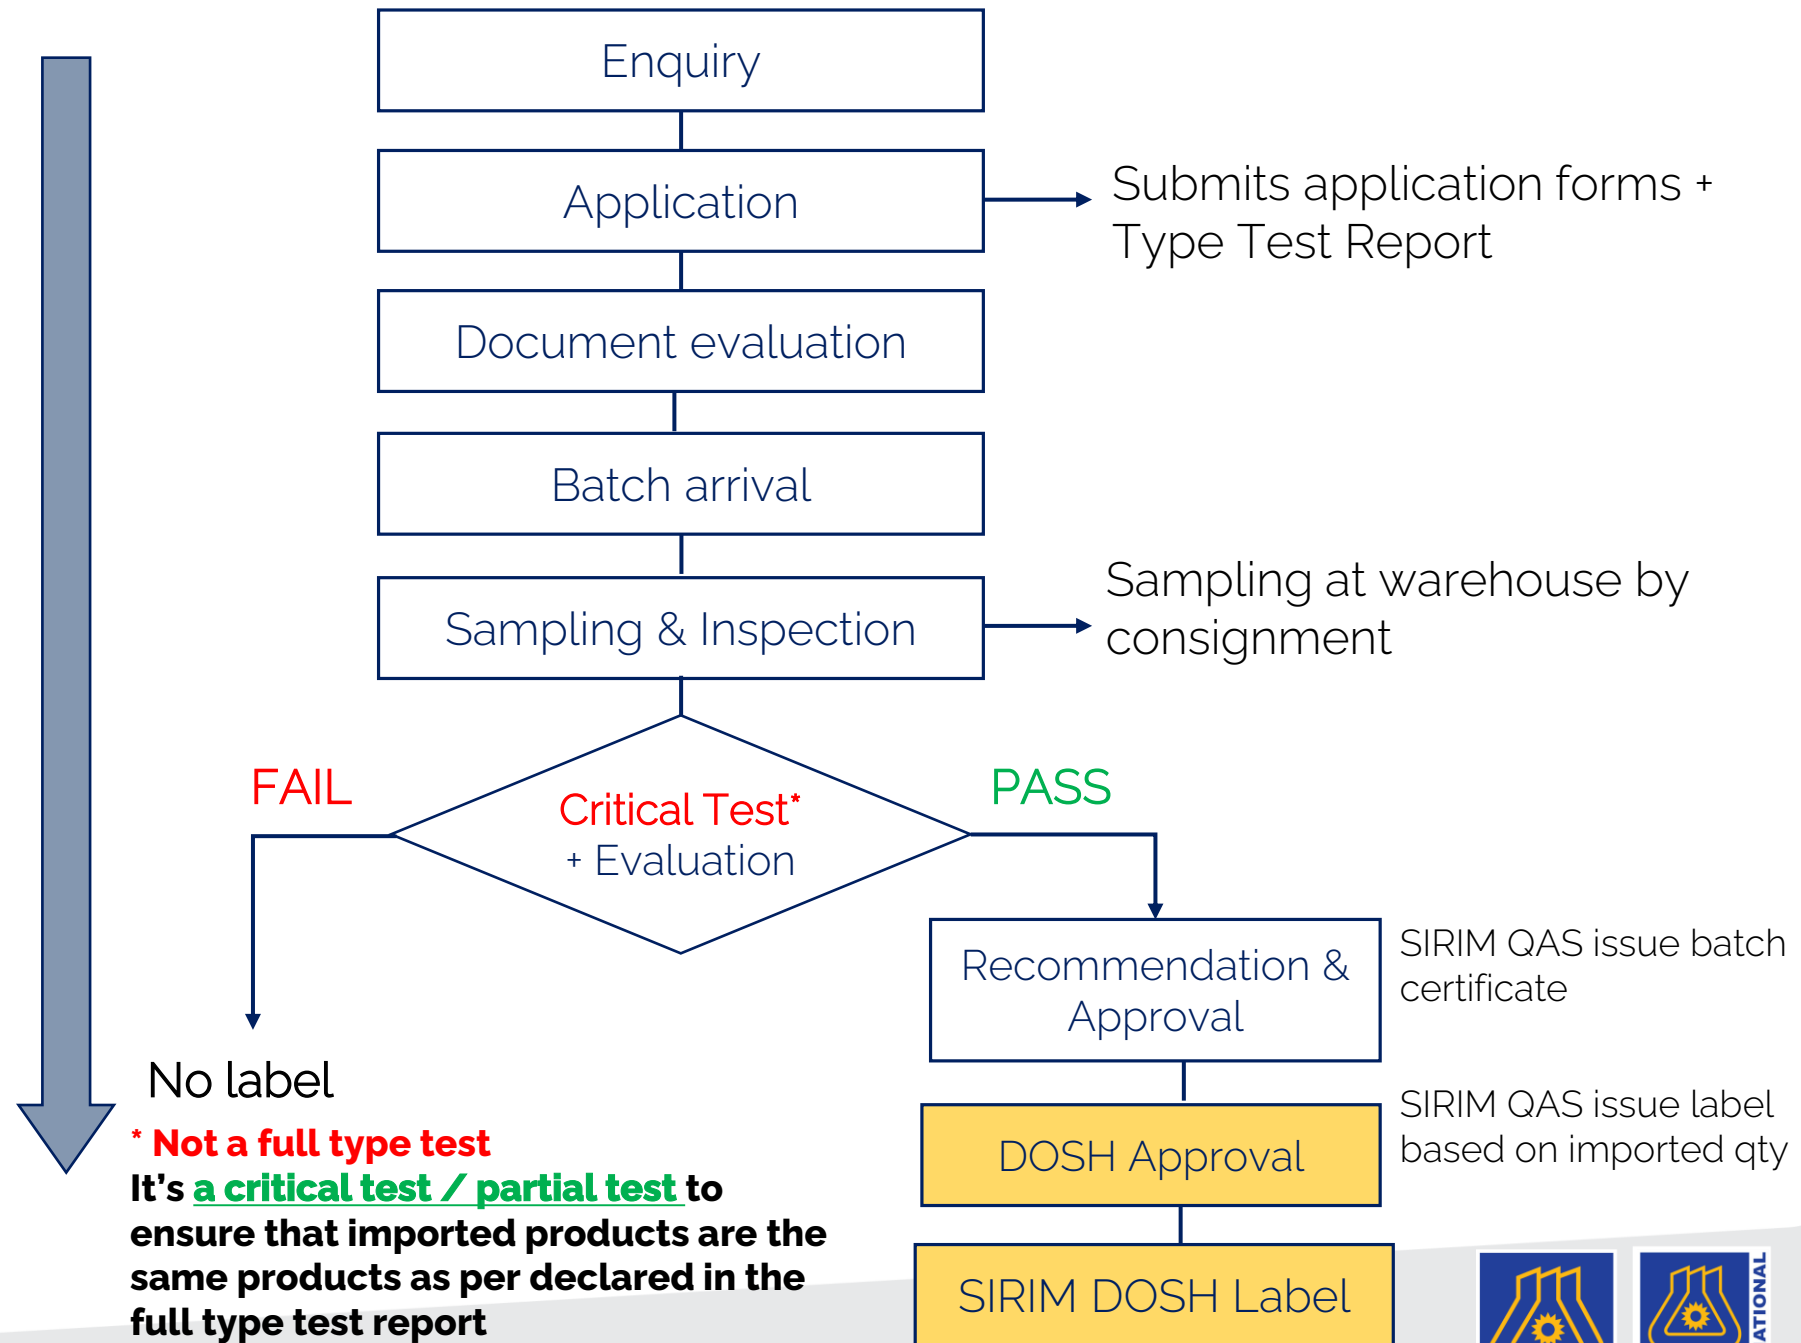 Enquiry
Application
Submits application forms +
Type Test Report
Document evaluation
Batch arrival
Sampling & Inspection
Sampling at warehouse by
consignment
FAIL
PASS
Critical Test*
+ Evaluation
Recommendation &
Approval
SIRIM QAS issue batch
certificate
No label
* Not a full type test
It's a critical test / partial test to
ensure that imported products are the
same products as per declared in the
full type test report
DOSH Approval
SIRIM QAS issue label
based on imported qty
SIRIM DOSH Label